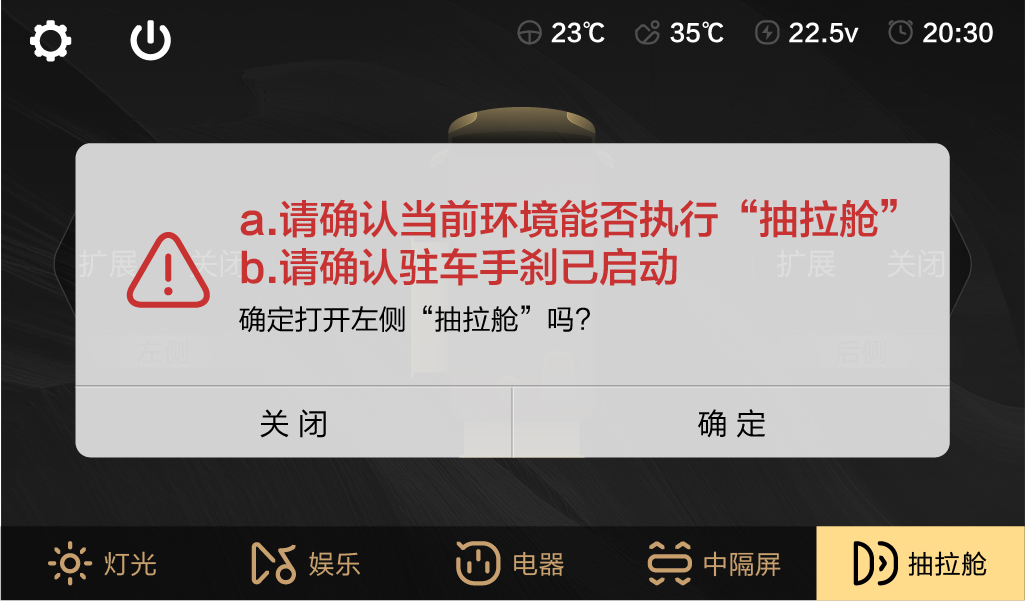 23℃ 35℃ 22.5v 20:30
a.请确认当前环境能否执行“抽拉舱”
b.请确认驻车手刹已启动
扩展 关闭 扩展 关闭
确定打开左侧“抽拉舱”吗？
左侧 后侧
关闭 确定
灯光 娱乐 电器 中隔屏 抽拉舱